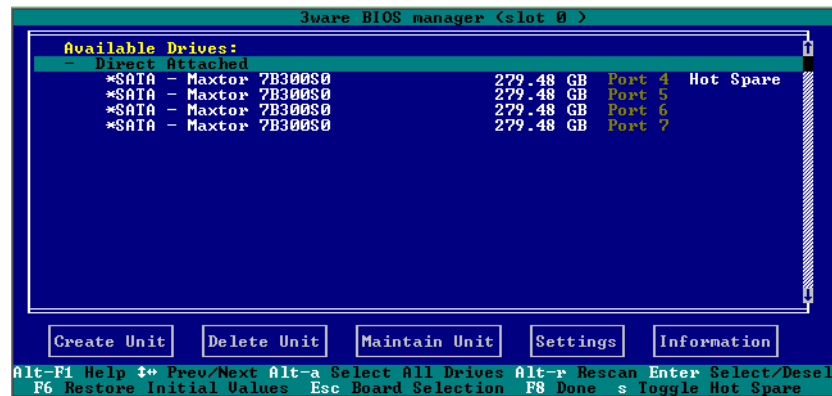 3ware BIOS manager (slot 0 )
Available Drives:
- Direct Attached
*SATA - Maxtor 7B300S0 279.48 GB Port 4 Hot Spare
*SATA - Maxtor 7B300S0 279.48 GB Port 5
*SATA - Maxtor 7B300S0 279.48 GB Port 6
*SATA - Maxtor 7B300S0 279.48 GB Port 7
Create Unit Delete Unit Maintain Unit Settings Information
Alt-F1 Help ↕↔ Prev/Next Alt-a Select All Drives Alt-r Rescan Enter Select/Desel
F6 Restore Initial Values Esc Board Selection F8 Done s Toggle Hot Spare